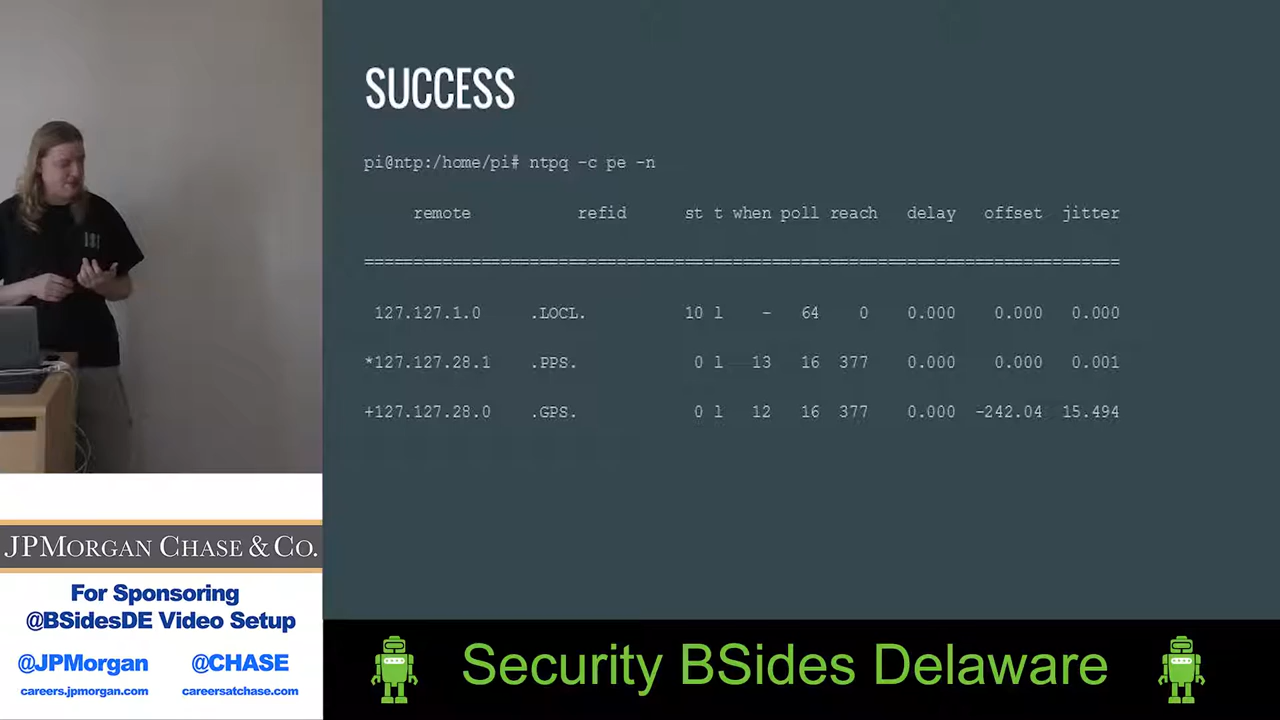 SUCCESS
pi@ntp:/home/pi# ntpq -c pe -n
remote refid st t when poll reach delay offset jitter
==============================================================================
127.127.1.0 .LOCL. 10 l - 64 0 0.000 0.000 0.000
*127.127.28.1 .PPS. 0 l 13 16 377 0.000 0.000 0.001
+127.127.28.0 .GPS. 0 l 12 16 377 0.000 -242.04 15.494
JPMORGAN CHASE & CO.
For Sponsoring
@BSidesDE Video Setup
@JPMorgan @CHASE
careers.jpmorgan.com careersatchase.com
Security BSides Delaware